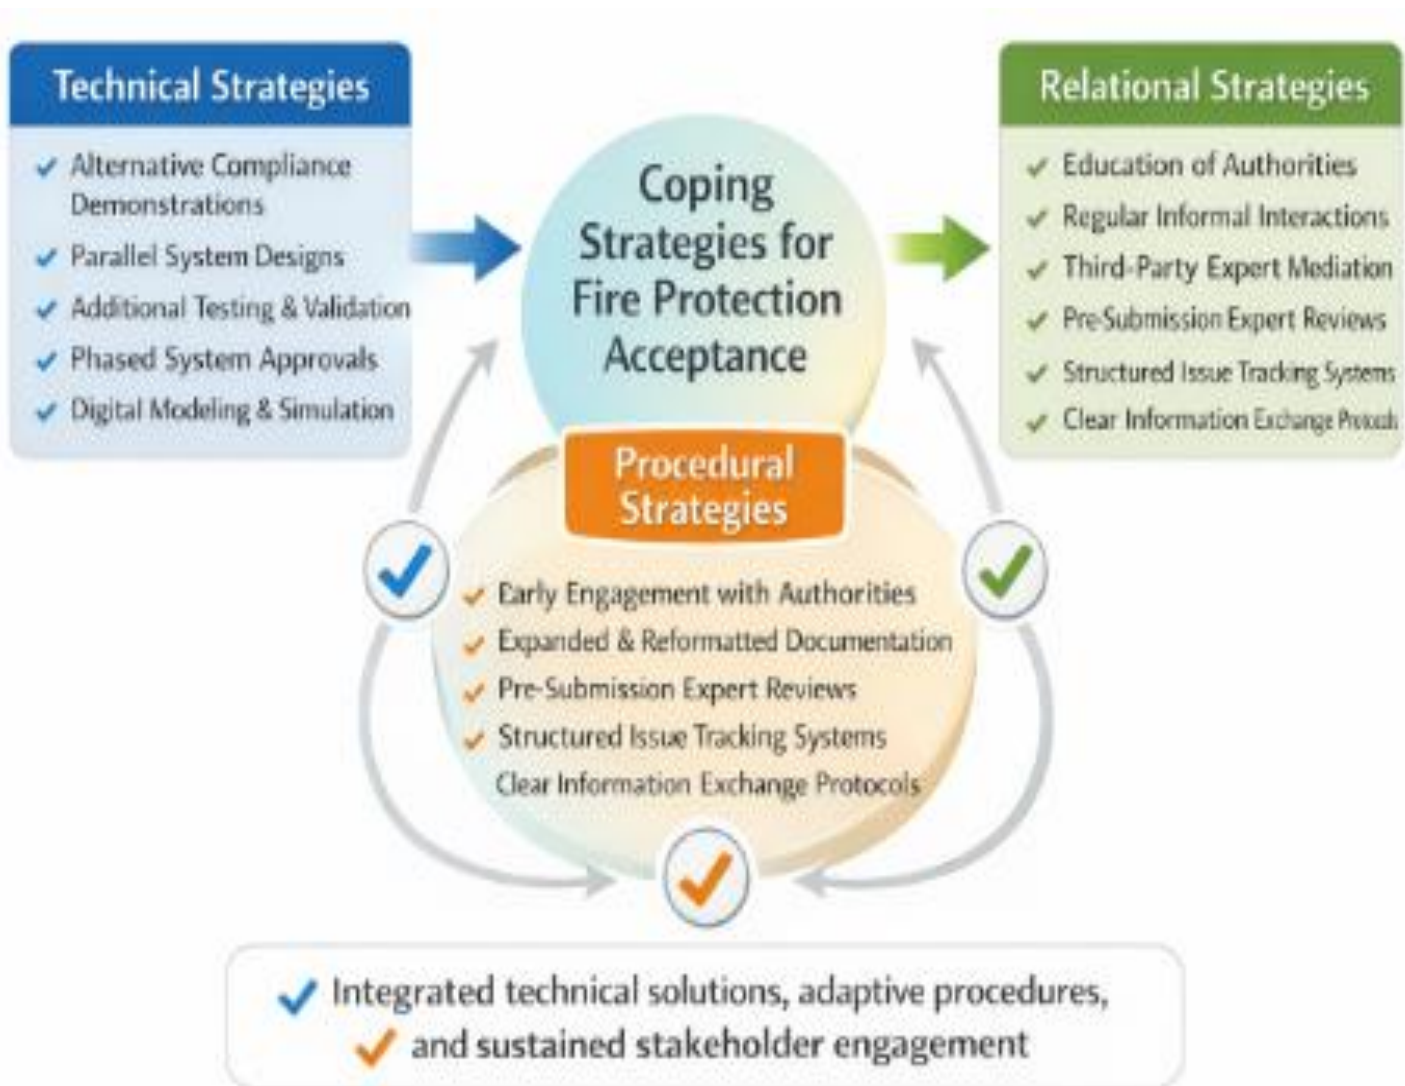 Technical Strategies
Alternative Compliance
Demonstrations
Parallel System Designs
Additional Testing & Validation
Phased System Approvals
Digital Modeling & Simulation
Coping
Strategies for
Fire Protection
Acceptance
Relational Strategies
Education of Authorities
Regular Informal Interactions
Third-Party Expert Mediation
Pre-Submission Expert Reviews
Structured Issue Tracking Systems
Clear Information Exchange
Procedural
Strategies
Early Engagement with Authorities
Expanded & Reformatted Documentation
Pre-Submission Expert Reviews
Structured Issue Tracking Systems
Clear Information Exchange Protocols
Integrated technical solutions, adaptive procedures,
and sustained stakeholder engagement